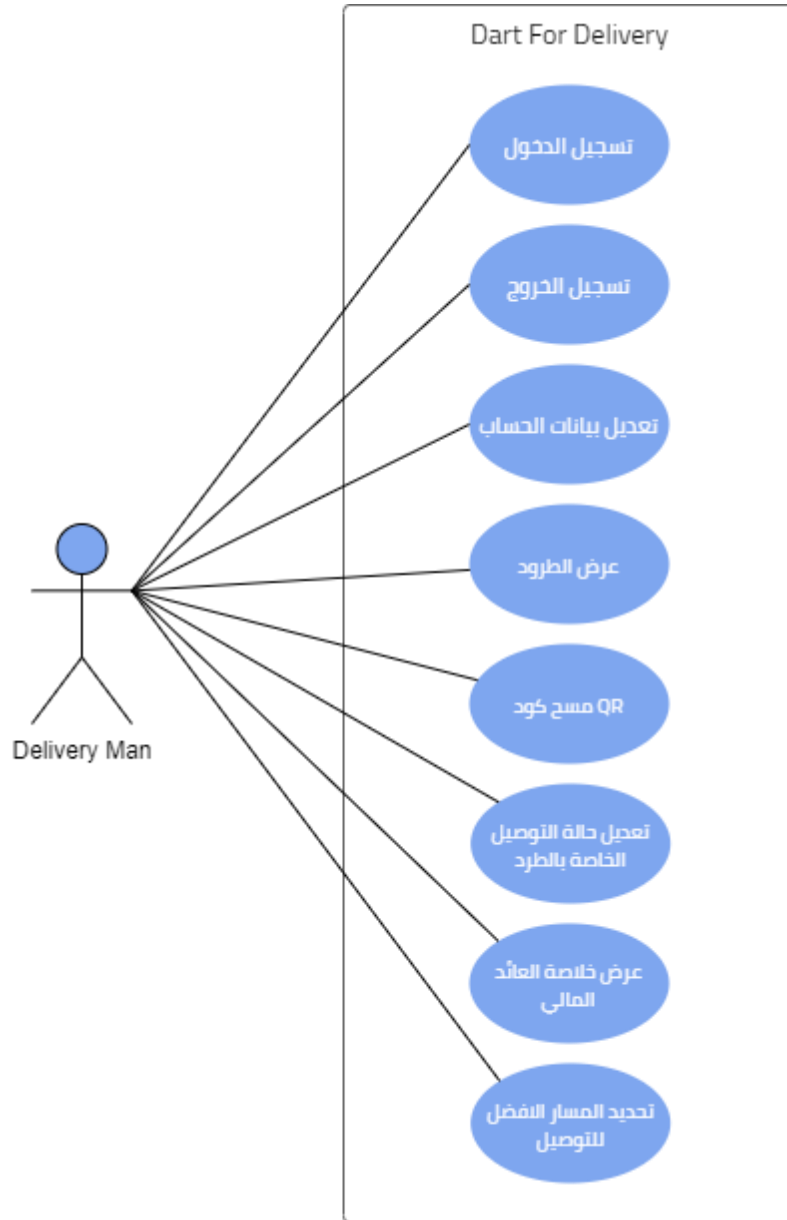 Dart For Delivery
تسجيل الدخول
تسجيل الخروج
تعديل بيانات الحساب
عرض الطرود
مسح كود QR
Delivery Man
تعديل حالة التوصيل
الخاصة بالطرد
عرض خلاصة العائد
المالي
تحديد المسار الافضل
للتوصيل